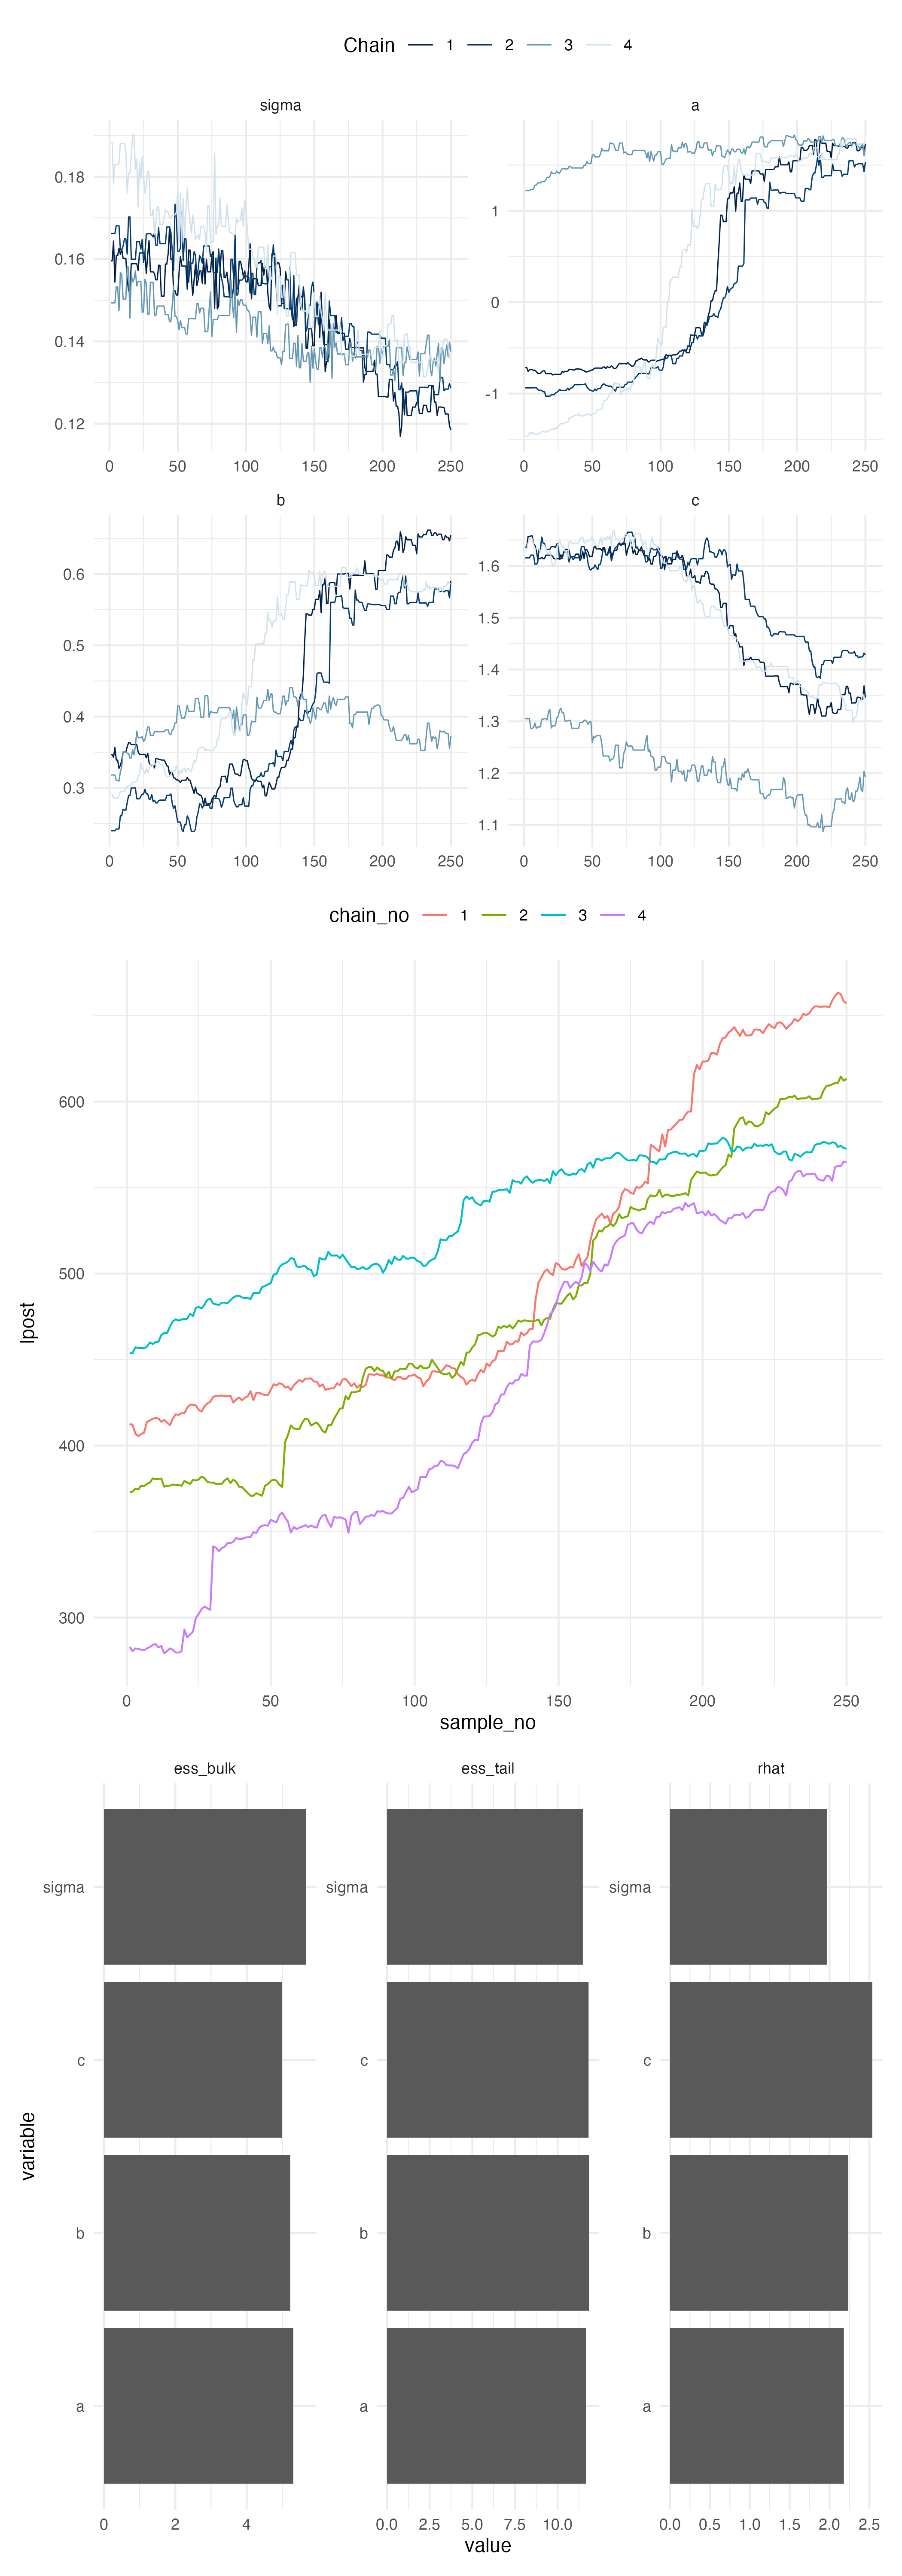 Chain 1 2 3 4
sigma a
0.18
0.16
0.14
0.12
0 50 100 150 200 250
1
0
-1
0 50 100 150 200 250
b c
0.6
0.5
0.4
0.3
0 50 100 150 200 250
1.6
1.5
1.4
1.3
1.2
1.1
0 50 100 150 200 250
chain_no 1 2 3 4
lpost
600
500
400
300
0 50 100 150 200 250
sample_no
ess_bulk ess_tail rhat
variable
sigma sigma sigma
c c c
b b b
a a a
0 2 4 0.0 2.5 5.0 7.5 10.0 0.0 0.5 1.0 1.5 2.0 2.5
value